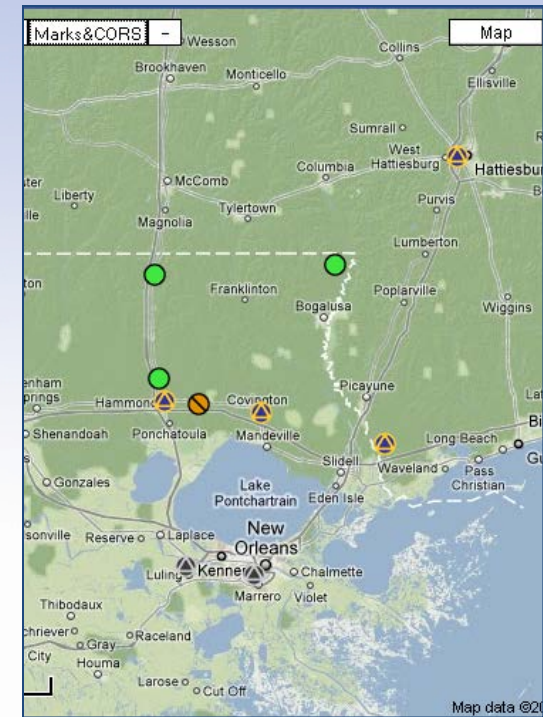 Marks&CORS –
Map
Wesson
Collins
Brookhaven
Monticello
Ellisville
Sumrall
West
Hattiesburg
Hattiesbur
Columbia
McComb
Liberty
Purvis
Tylertown
Magnolia
Lumberton
Franklinton
Poplarville
Bogalusa
Wiggins
Picayune
Hammond
Covington
Ponchatoula
Shenandoah
Mandeville
Long Beach
Slidell
Waveland
Pass
Christian
Gonzales
Lake
Pontchartrain
Eden Isle
New
Orleans
Reserve
Laplace
Luling
Kenner
Chalmette
Marrero
Violet
Thibodaux
Raceland
Gray
City
Houma
Larose
Cut Off
Map data ©20